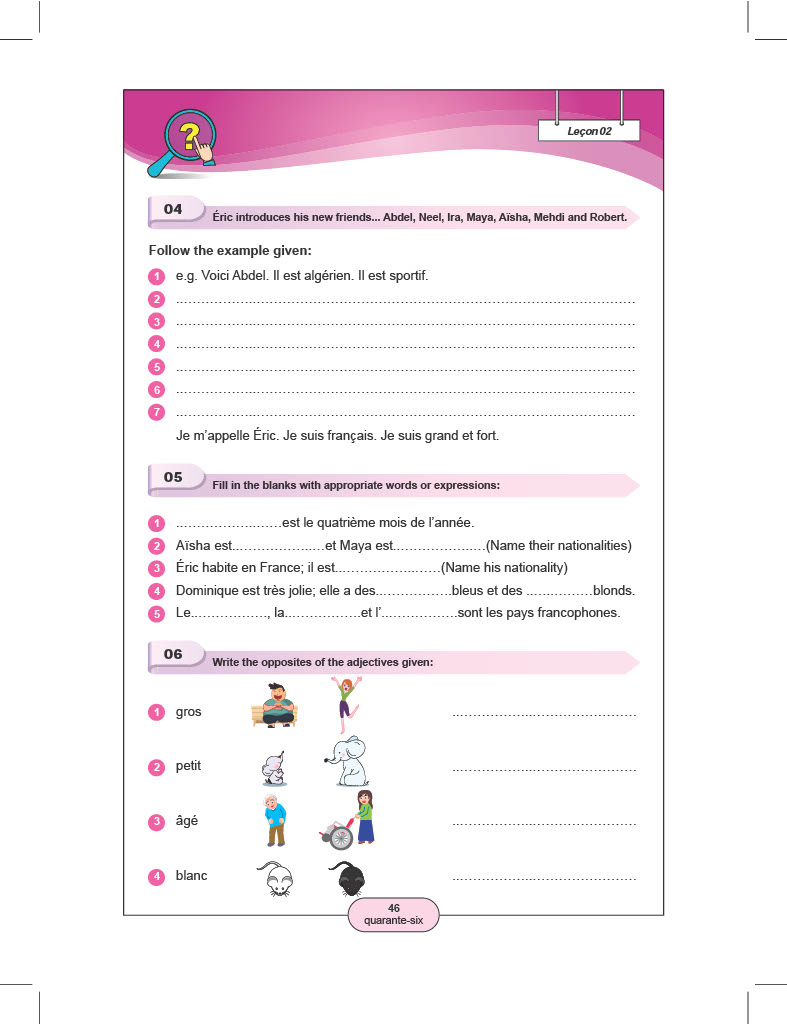 ?
Leçon 02
04
Éric introduces his new friends... Abdel, Neel, Ira, Maya, Aïsha, Mehdi and Robert.
Follow the example given:
1 e.g. Voici Abdel. Il est algérien. Il est sportif.
2 ..............................................................................................................
3 ..............................................................................................................
4 ..............................................................................................................
5 ..............................................................................................................
6 ..............................................................................................................
7 ..............................................................................................................
Je m’appelle Éric. Je suis français. Je suis grand et fort.
05
Fill in the blanks with appropriate words or expressions:
1 .........................est le quatrième mois de l’année.
2 Aïsha est......................et Maya est.....................(Name their nationalities)
3 Éric habite en France; il est.........................(Name his nationality)
4 Dominique est très jolie; elle a des..................bleus et des ................blonds.
5 Le.................., la..................et l’..................sont les pays francophones.
06
Write the opposites of the adjectives given:
1 gros ............................................
2 petit ............................................
3 âgé ............................................
4 blanc ............................................
46
quarante-six